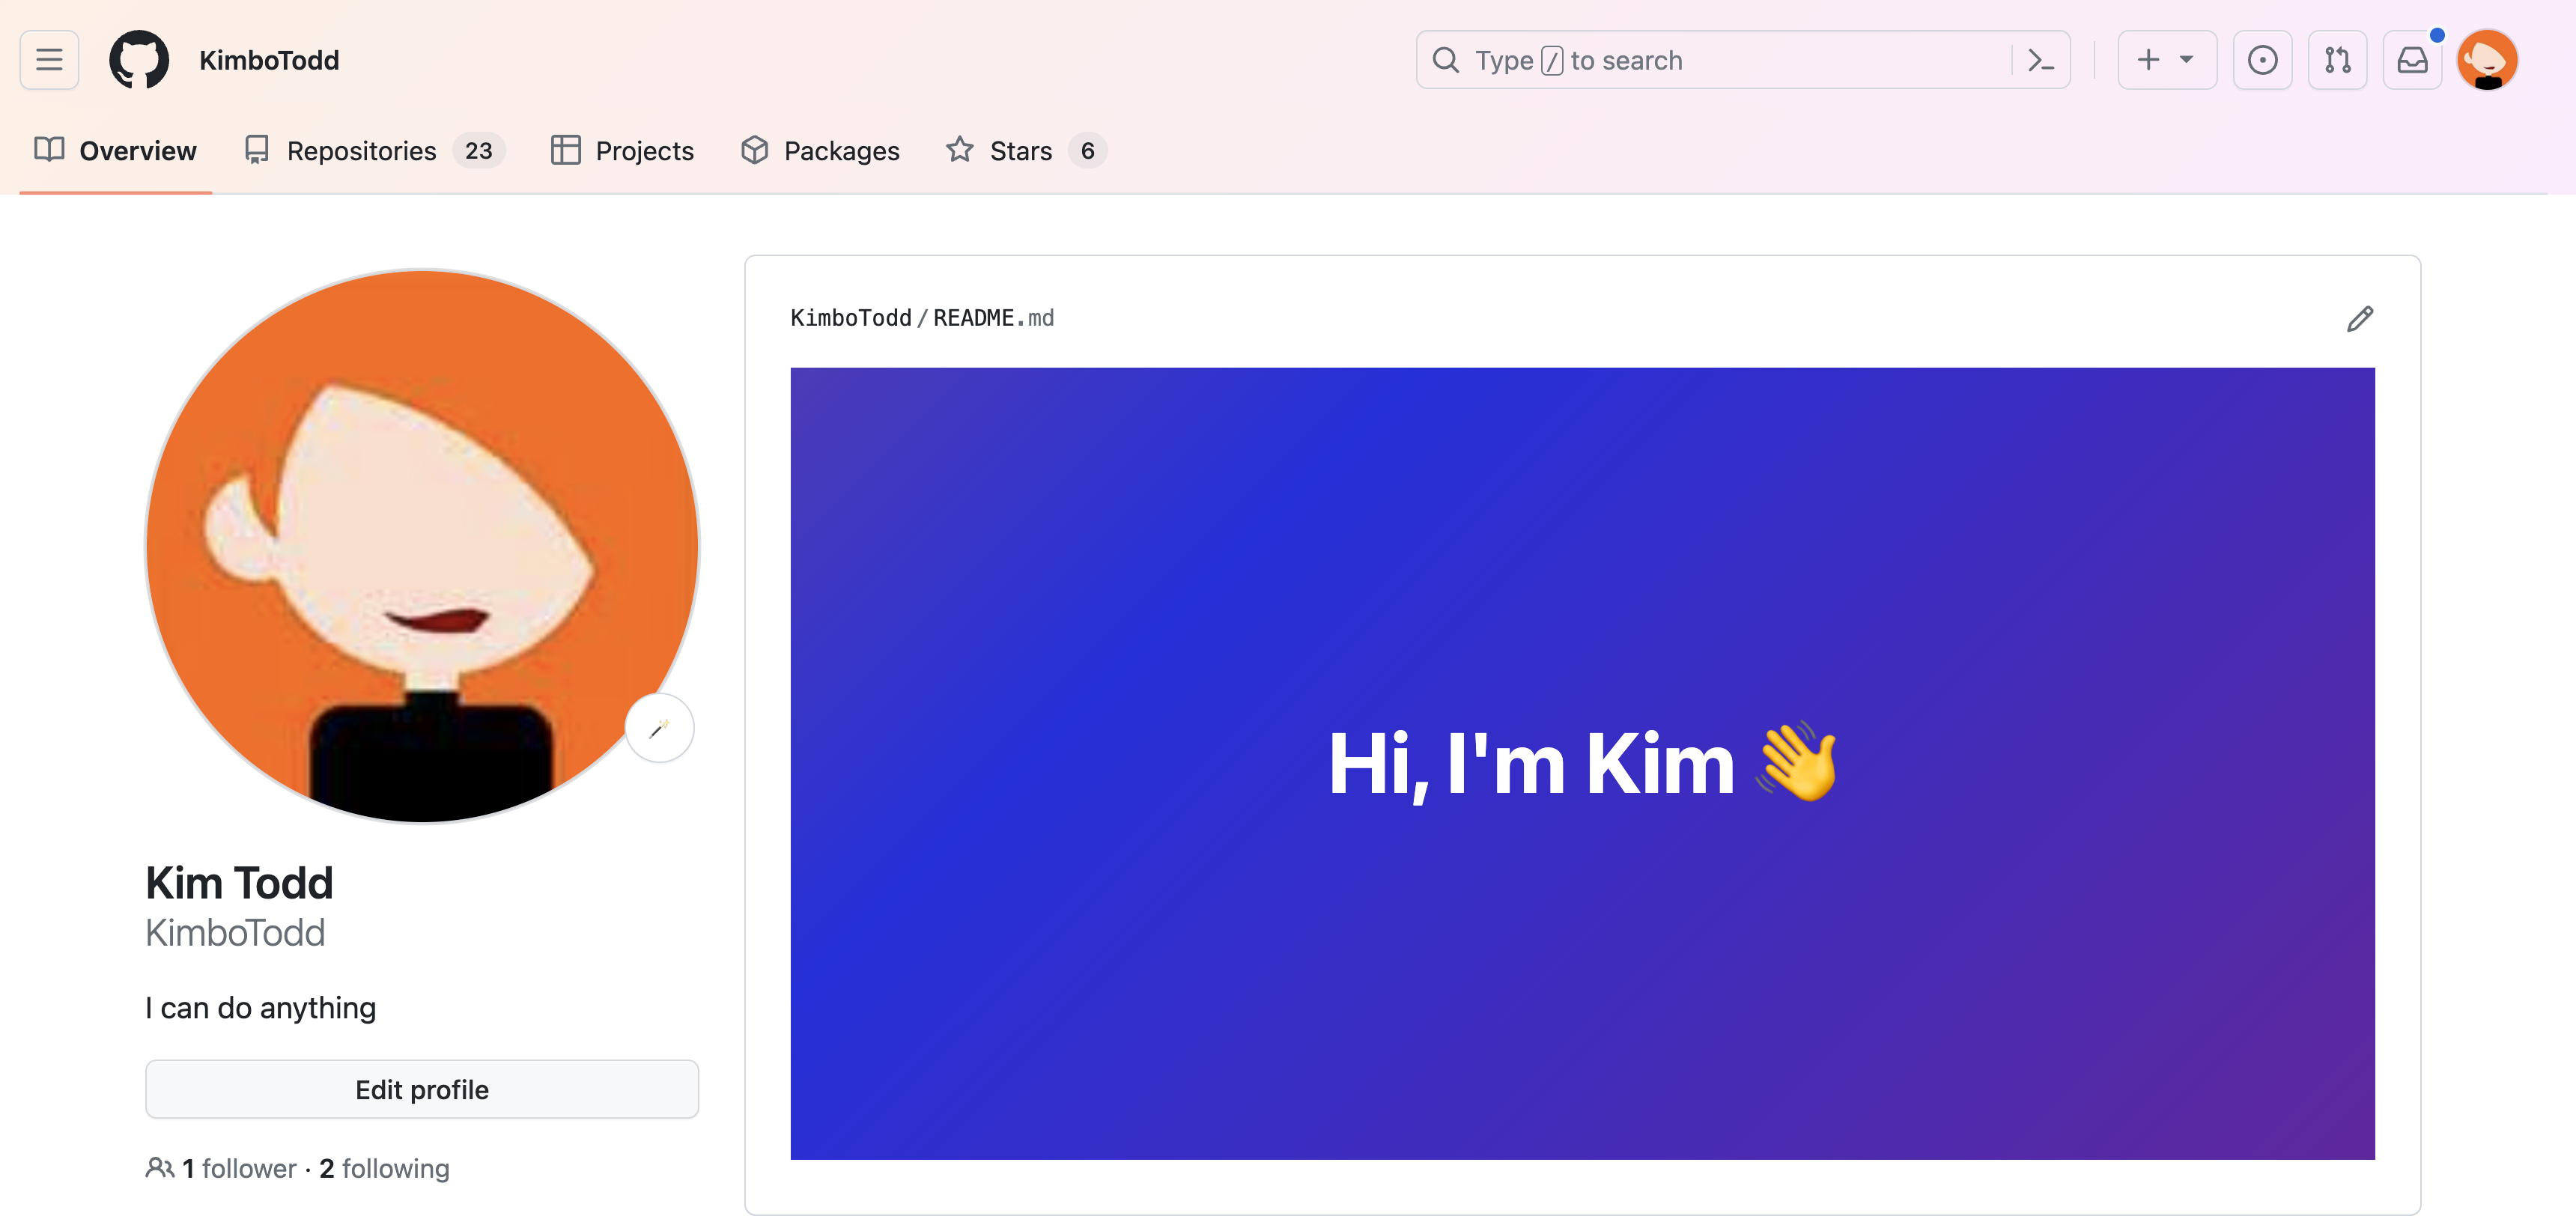 KimboTodd
Type / to search
Overview
Repositories 23
Projects
Packages
Stars 6
Kim Todd
KimboTodd
I can do anything
Edit profile
1 follower · 2 following
KimboTodd / README.md
Hi, I'm Kim 👋